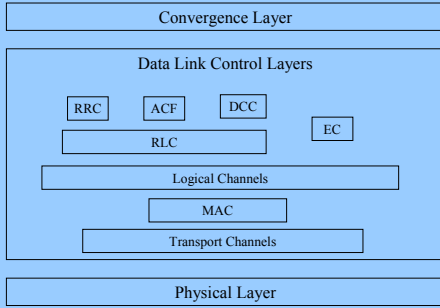 Convergence Layer
Data Link Control Layers
RRC ACF DCC
EC
RLC
Logical Channels
MAC
Transport Channels
Physical Layer